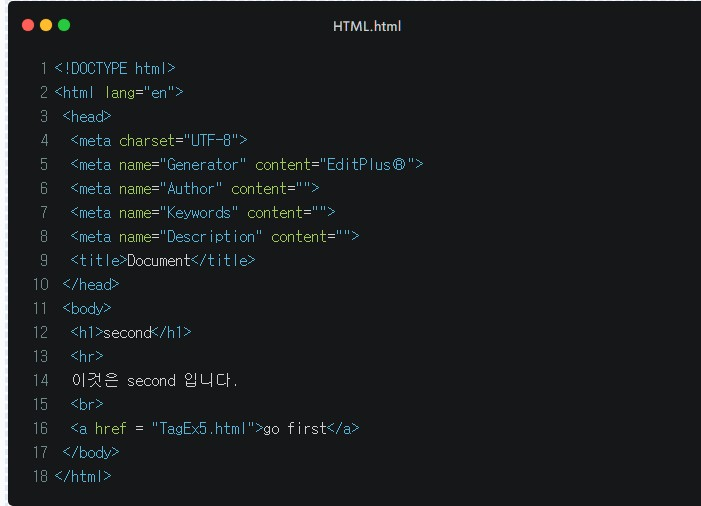 HTML.html
1 <!DOCTYPE html>
2 <html lang="en">
3 <head>
4 <meta charset="UTF-8">
5 <meta name="Generator" content="EditPlus®">
6 <meta name="Author" content="">
7 <meta name="Keywords" content="">
8 <meta name="Description" content="">
9 <title>Document</title>
10 </head>
11 <body>
12 <h1>second</h1>
13 <hr>
14 이것은 second 입니다.
15 <br>
16 <a href = "TagEx5.html">go first</a>
17 </body>
18 </html>